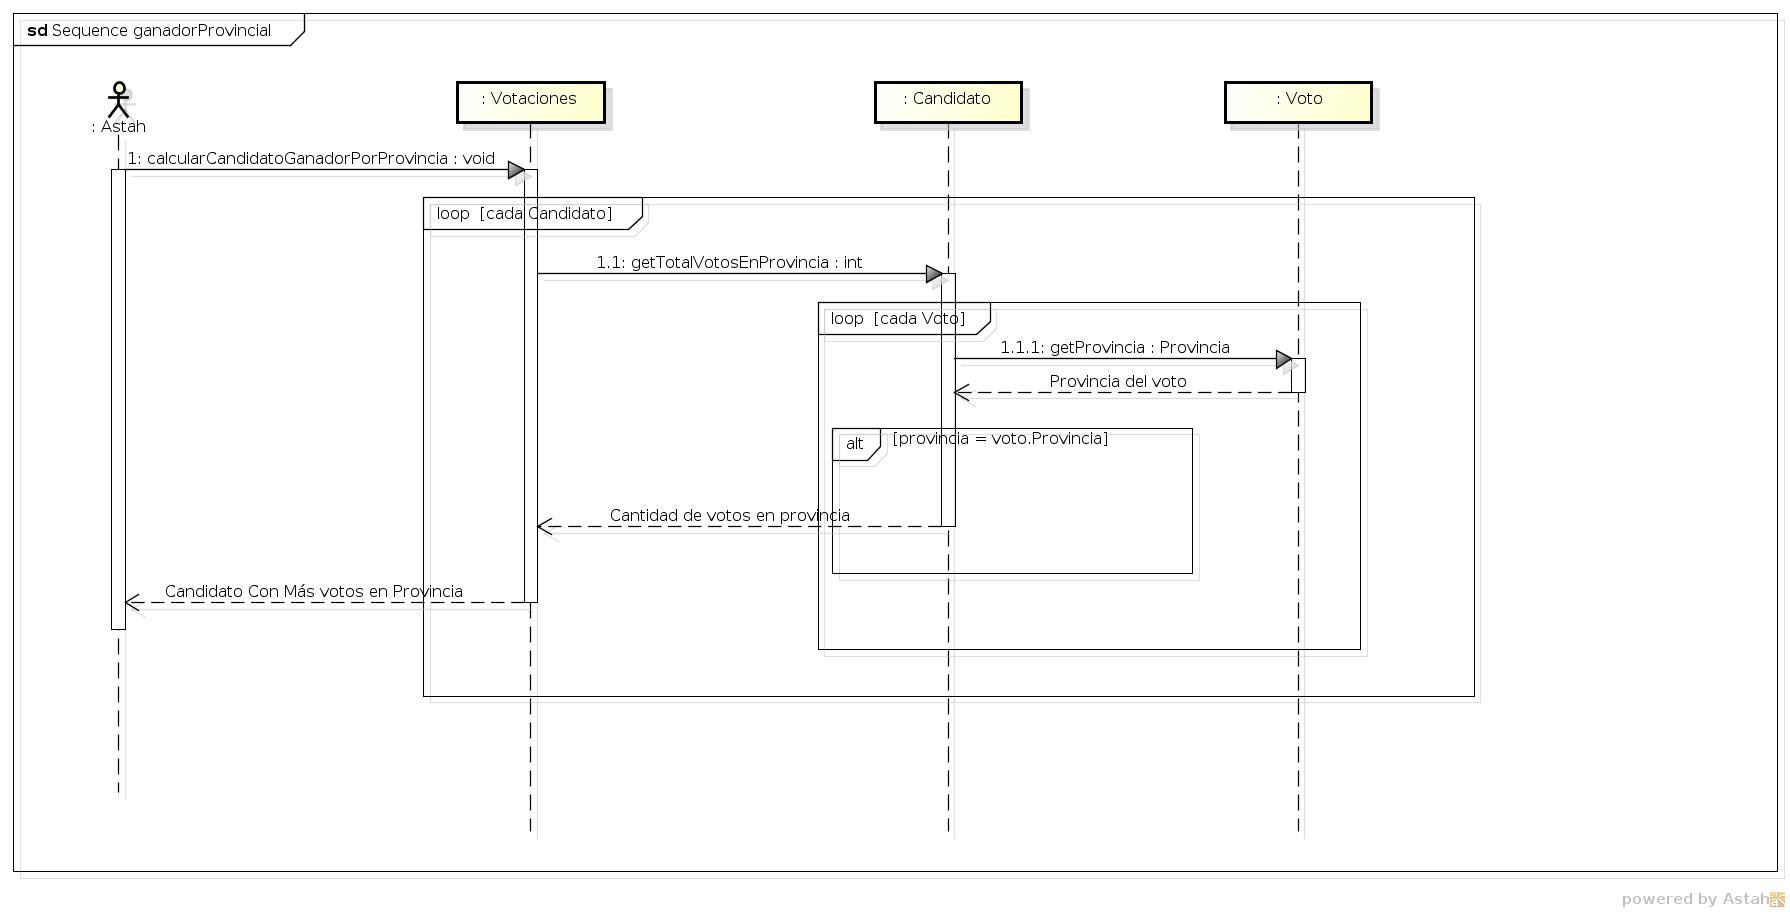 sd Sequence ganadorProvincial
: Astah
: Votaciones
: Candidato
: Voto
1: calcularCandidatoGanadorPorProvincia : void
loop [cada Candidato]
1.1: getTotalVotosEnProvincia : int
loop [cada Voto]
1.1.1: getProvincia : Provincia
Provincia del voto
alt [provincia = voto.Provincia]
Cantidad de votos en provincia
Candidato Con Más votos en Provincia
powered by Astah